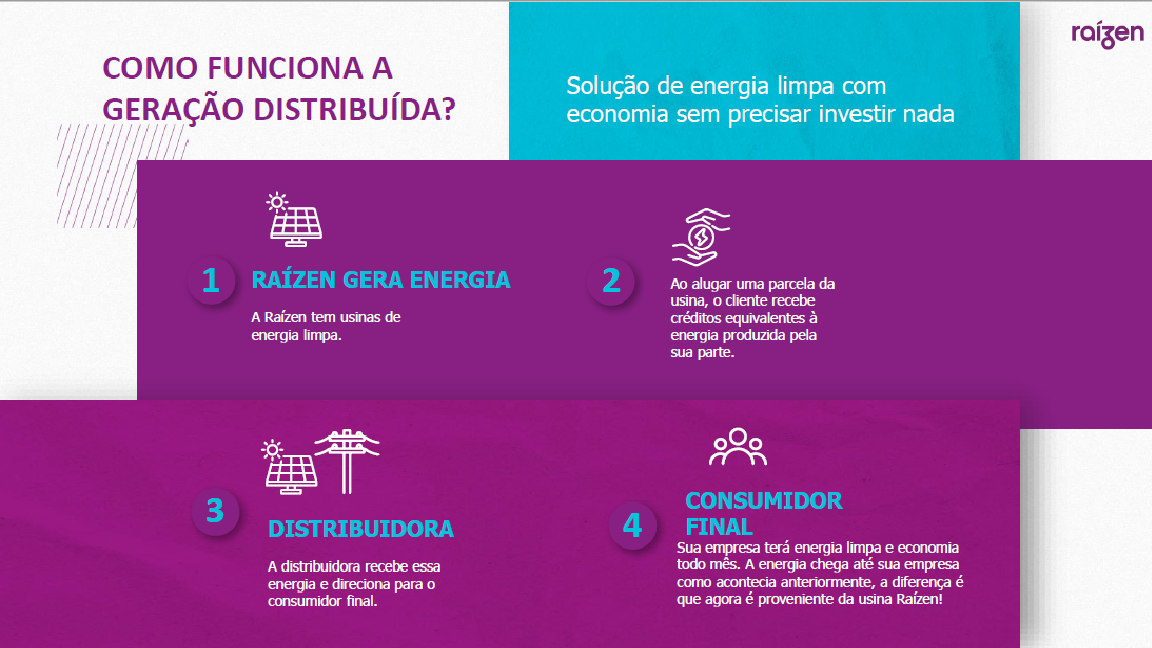 COMO FUNCIONA A
GERAÇÃO DISTRIBUÍDA?
Solução de energia limpa com
economia sem precisar investir nada
raízen
1
RAÍZEN GERA ENERGIA
A Raízen tem usinas de
energia limpa.
2
Ao alugar uma parcela da
usina, o cliente recebe
créditos equivalentes à
energia produzida pela
sua parte.
3
DISTRIBUIDORA
A distribuidora recebe essa
energia e direciona para o
consumidor final.
4
CONSUMIDOR
FINAL
Sua empresa terá energia limpa e economia
todo mês. A energia chega até sua empresa
como acontecia anteriormente, a diferença é
que agora é proveniente da usina Raízen!